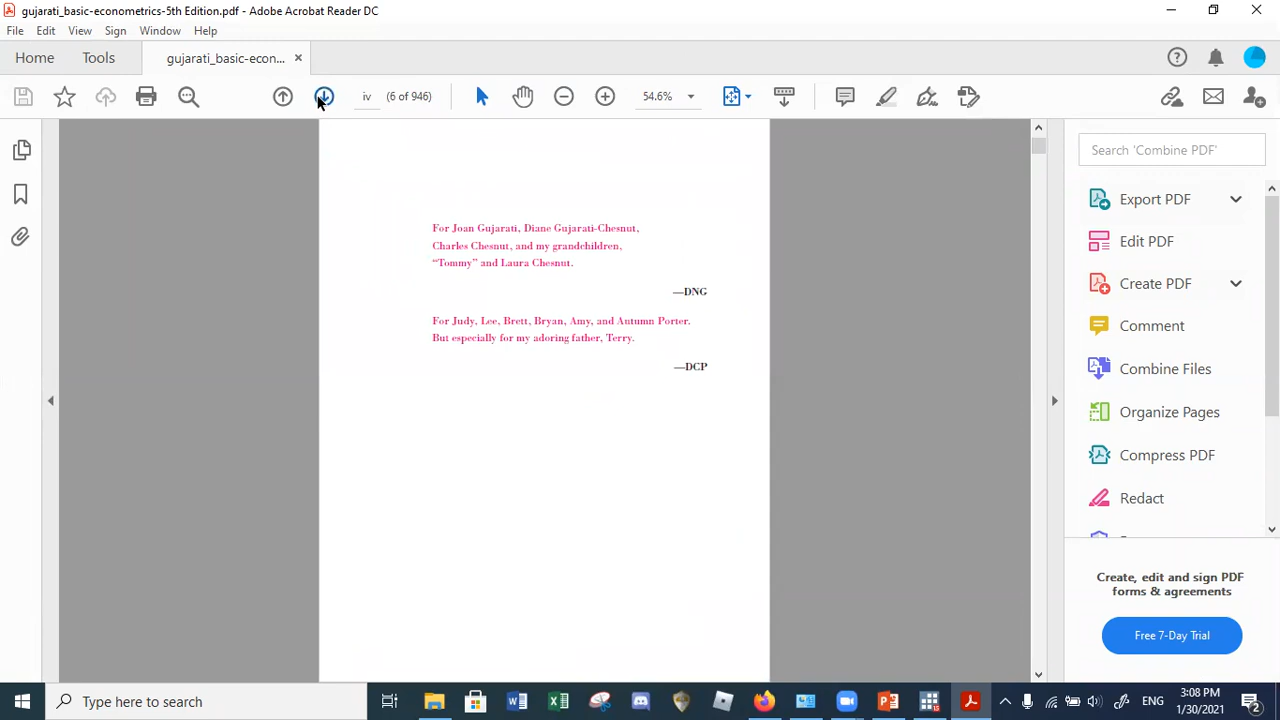 gujarati_basic-econometrics-5th Edition.pdf - Adobe Acrobat Reader DC
File Edit View Sign Window Help
Home Tools gujarati_basic-econ...
iv (6 of 946) 54.6%
Search 'Combine PDF'
Export PDF
Edit PDF
Create PDF
Comment
Combine Files
Organize Pages
Compress PDF
Redact
For Joan Gujarati, Diane Gujarati-Chesnut,
Charles Chesnut, and my grandchildren,
“Tommy” and Laura Chesnut.
—DNG
For Judy, Lee, Brett, Bryan, Amy, and Autumn Porter.
But especially for my adoring father, Terry.
—DCP
Create, edit and sign PDF
forms & agreements
Free 7-Day Trial
Type here to search
ENG
3:08 PM
1/30/2021
2